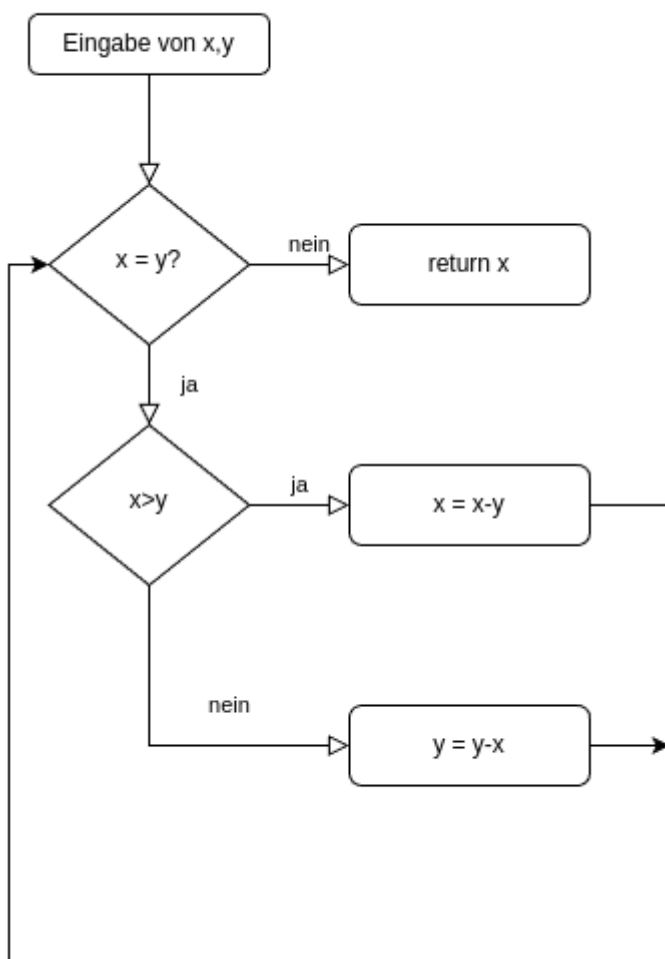 Eingabe von x,y
x = y?
nein
return x
ja
x>y
ja
x = x-y
nein
y = y-x